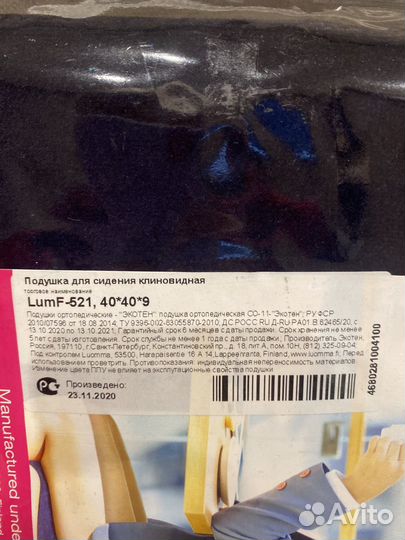 Подушка для сидения клиновидная
торговое наименование
LumF-521, 40*40*9
Подушки ортопедические - "ЭКОТЕН" подушка ортопедическая СО-11-"Экотен"; РУ ФСР
2010/07596 от 18.08.2014; ТУ 9396-002-63055870-2010; ДС РОСС RU Д-RU.РА01.В.82465/20, с
13.10.2020 по 13.10.2021; Гарантийный срок 6 месяцев с даты продажи. Срок хранения не менее
5 лет с даты изготовления. Срок службы не менее 1 года с даты продажи; Производитель Экотен,
Россия, 197110, г.Санкт-Петербург, Константиновский пр., д. 18, лит.А, пом.10Н, (812) 325-09-04;
Под контролем Luomma, 53500, Harapaisentie 16 A 14,Lappeenranta, Finland, www.luomma.fi; Перед
использованием проветрить. Противопоказания: индивидуальная непереносимость материалов.
Изменение цвета ППУ не влияет на эксплуатационные свойства подушки
Произведено:
23.11.2020
4680281004100
Manufactured unde
Avito